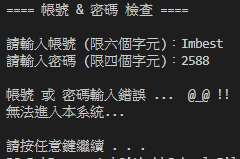 ==== 帳號 & 密碼 檢查 ====
請輸入帳號 (限六個字元)：Imbest
請輸入密碼 (限四個字元)：2588
帳號 或 密碼輸入錯誤 ... @_@ !!
無法進入本系統...
請按任意鍵繼續 . . .